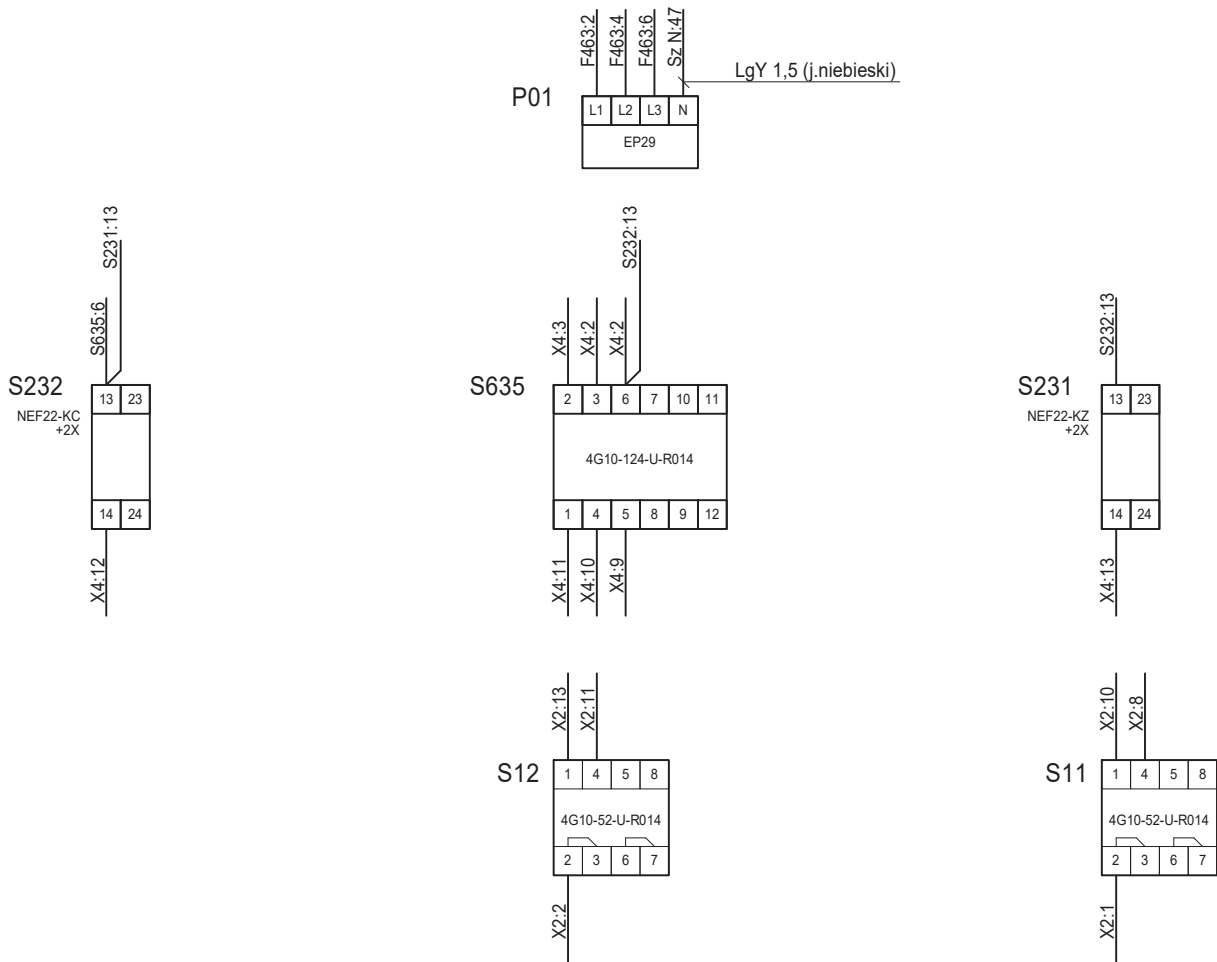 F463:2
F463:4
F463:6
Sz N:47
LgY 1,5 (j.niebieski)
P01
L1 L2 L3 N
EP29
S635:6
S231:13
S232
NEF22-KC
+2X
13 23
14 24
X4:12
X4:3
X4:2
X4:2
S232:13
S635
2 3 6 7 10 11
4G10-124-U-R014
1 4 5 8 9 12
X4:11
X4:10
X4:9
S232:13
S231
NEF22-KZ
+2X
13 23
14 24
X4:13
X2:13
X2:11
S12
1 4 5 8
4G10-52-U-R014
2 3 6 7
X2:2
X2:10
X2:8
S11
1 4 5 8
4G10-52-U-R014
2 3 6 7
X2:1